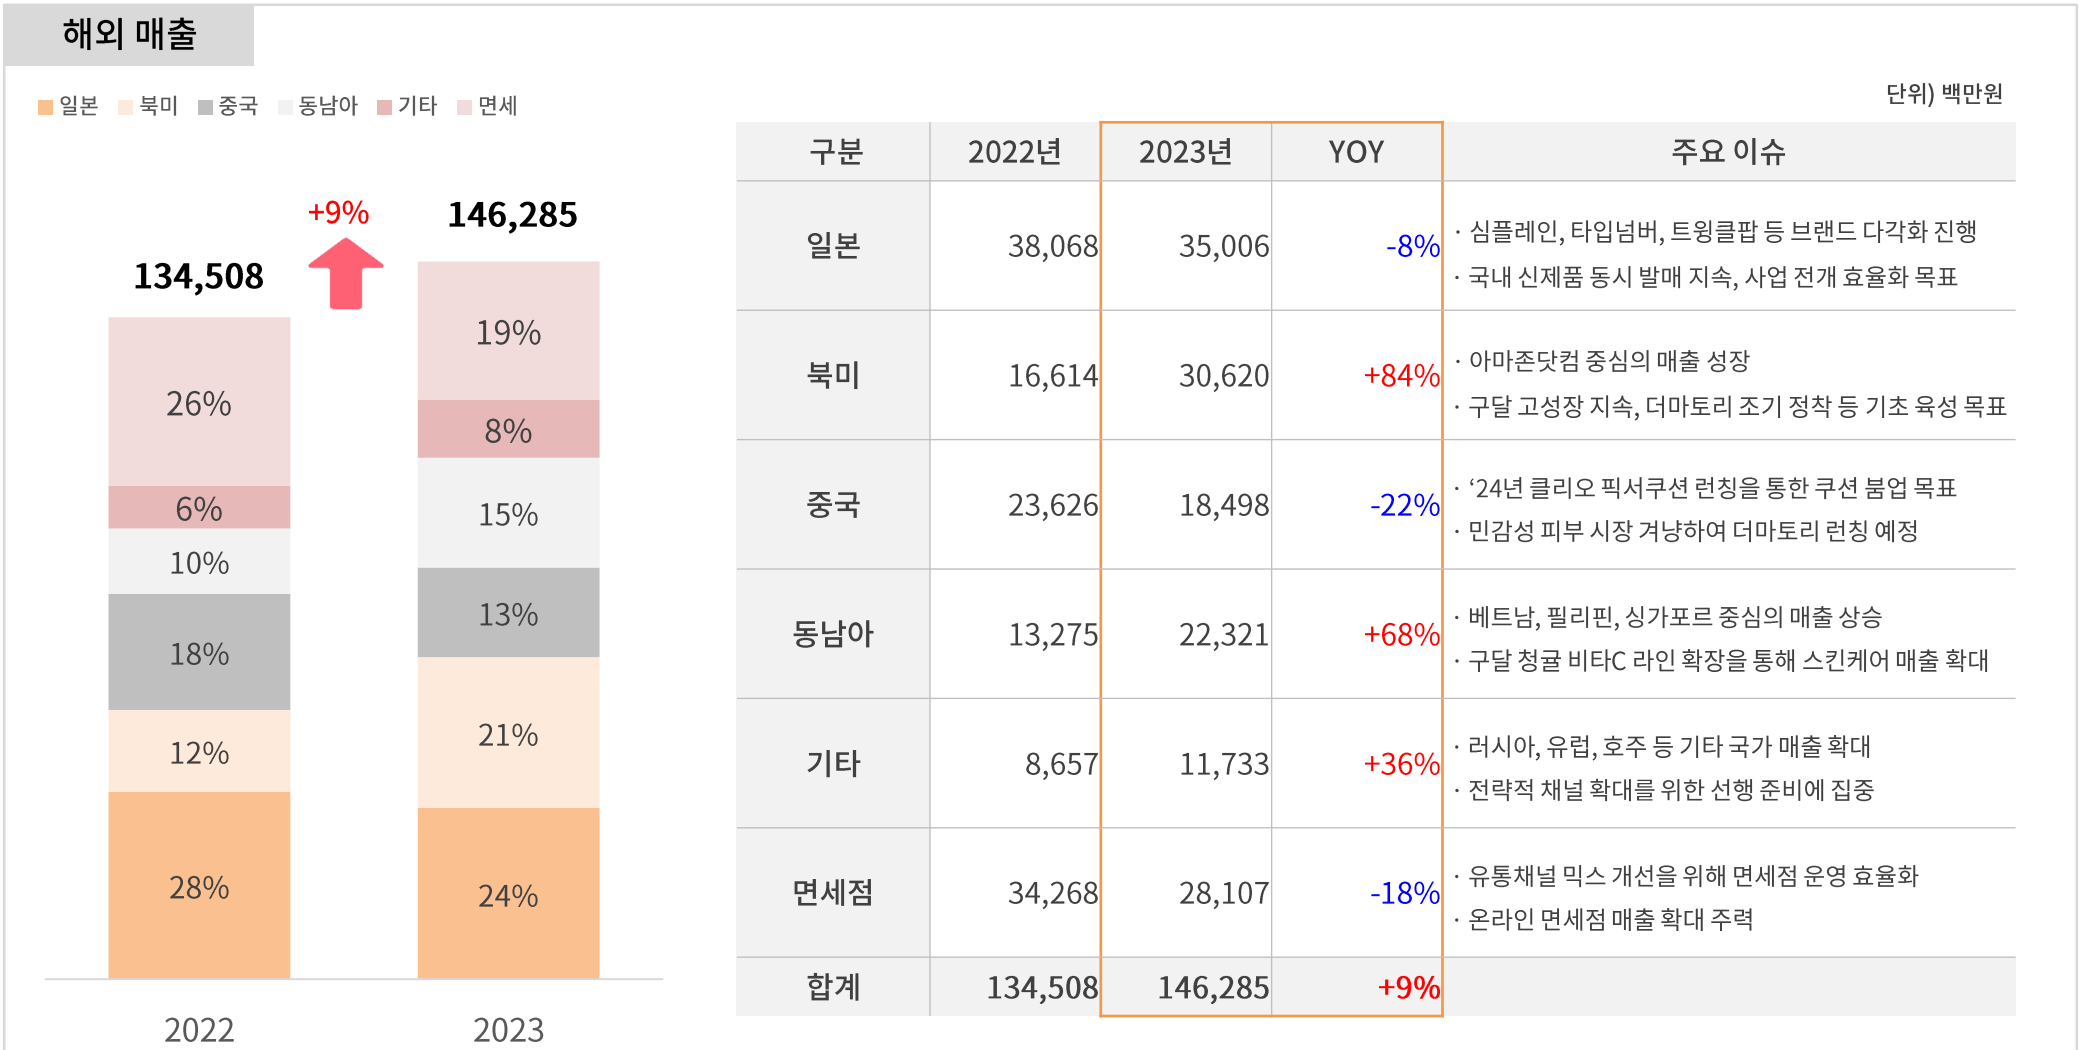 해외 매출
일본 북미 중국 동남아 기타 면세
단위) 백만원
+9%
134,508
146,285
26%
6%
10%
18%
12%
28%
19%
8%
15%
13%
21%
24%
2022 2023
구분 2022년 2023년 YOY 주요 이슈
일본 38,068 35,006 -8%
· 심플레인, 타입넘버, 트윙클팝 등 브랜드 다각화 진행
· 국내 신제품 동시 발매 지속, 사업 전개 효율화 목표
북미 16,614 30,620 +84%
· 아마존닷컴 중심의 매출 성장
· 구달 고성장 지속, 더마토리 조기 정착 등 기초 육성 목표
중국 23,626 18,498 -22%
· ‘24년 클리오 픽서쿠션 런칭을 통한 쿠션 붐업 목표
· 민감성 피부 시장 겨냥하여 더마토리 런칭 예정
동남아 13,275 22,321 +68%
· 베트남, 필리핀, 싱가포르 중심의 매출 상승
· 구달 청귤 비타C 라인 확장을 통해 스킨케어 매출 확대
기타 8,657 11,733 +36%
· 러시아, 유럽, 호주 등 기타 국가 매출 확대
· 전략적 채널 확대를 위한 선행 준비에 집중
면세점 34,268 28,107 -18%
· 유통채널 믹스 개선을 위해 면세점 운영 효율화
· 온라인 면세점 매출 확대 주력
합계 134,508 146,285 +9%